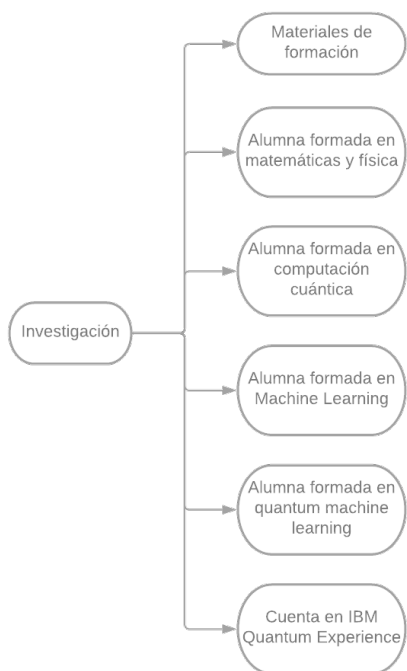 Materiales de
formación
Alumna formada en
matemáticas y física
Alumna formada en
computación
cuántica
Investigación
Alumna formada en
Machine Learning
Alumna formada en
quantum machine
learning
Cuenta en IBM
Quantum Experience